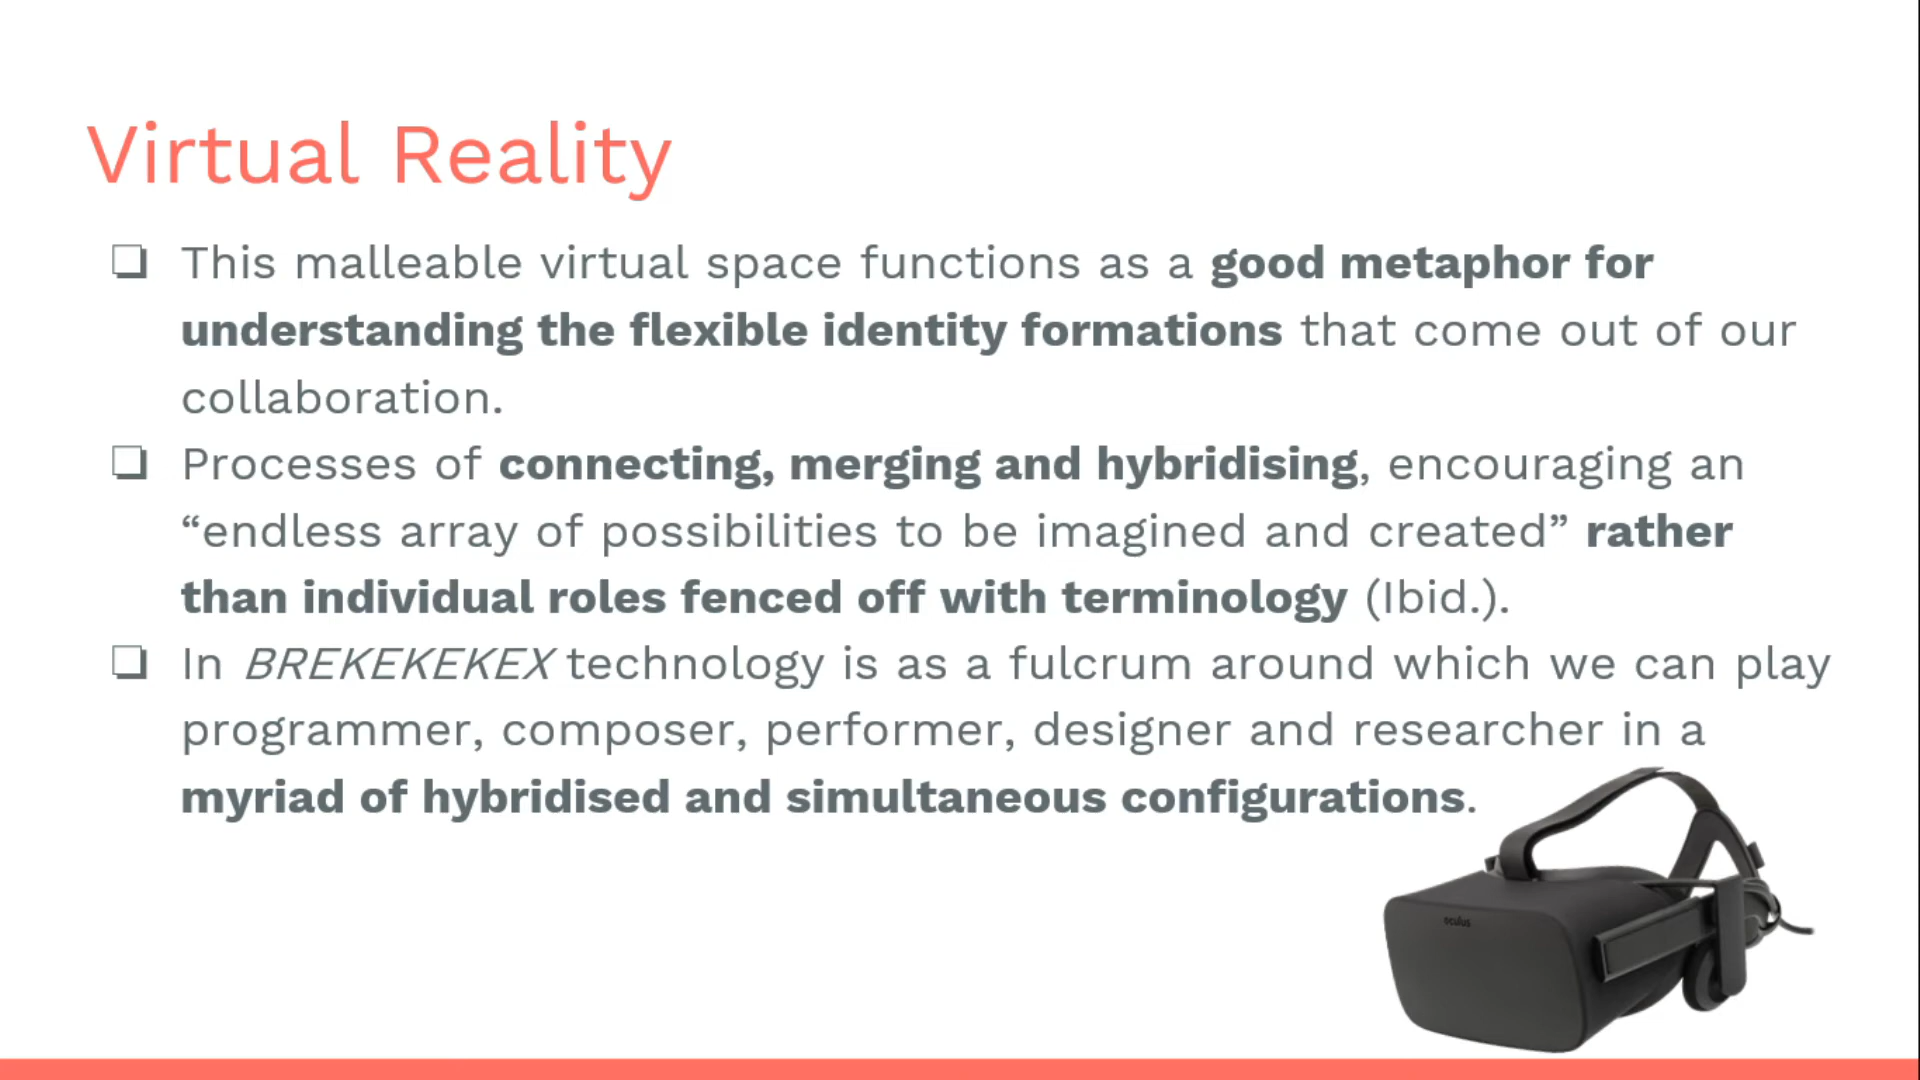 Virtual Reality
❏ This malleable virtual space functions as a good metaphor for
understanding the flexible identity formations that come out of our
collaboration.
❏ Processes of connecting, merging and hybridising, encouraging an
“endless array of possibilities to be imagined and created” rather
than individual roles fenced off with terminology (Ibid.).
❏ In BREKEKEKEX technology is as a fulcrum around which we can play
programmer, composer, performer, designer and researcher in a
myriad of hybridised and simultaneous configurations.
oculus